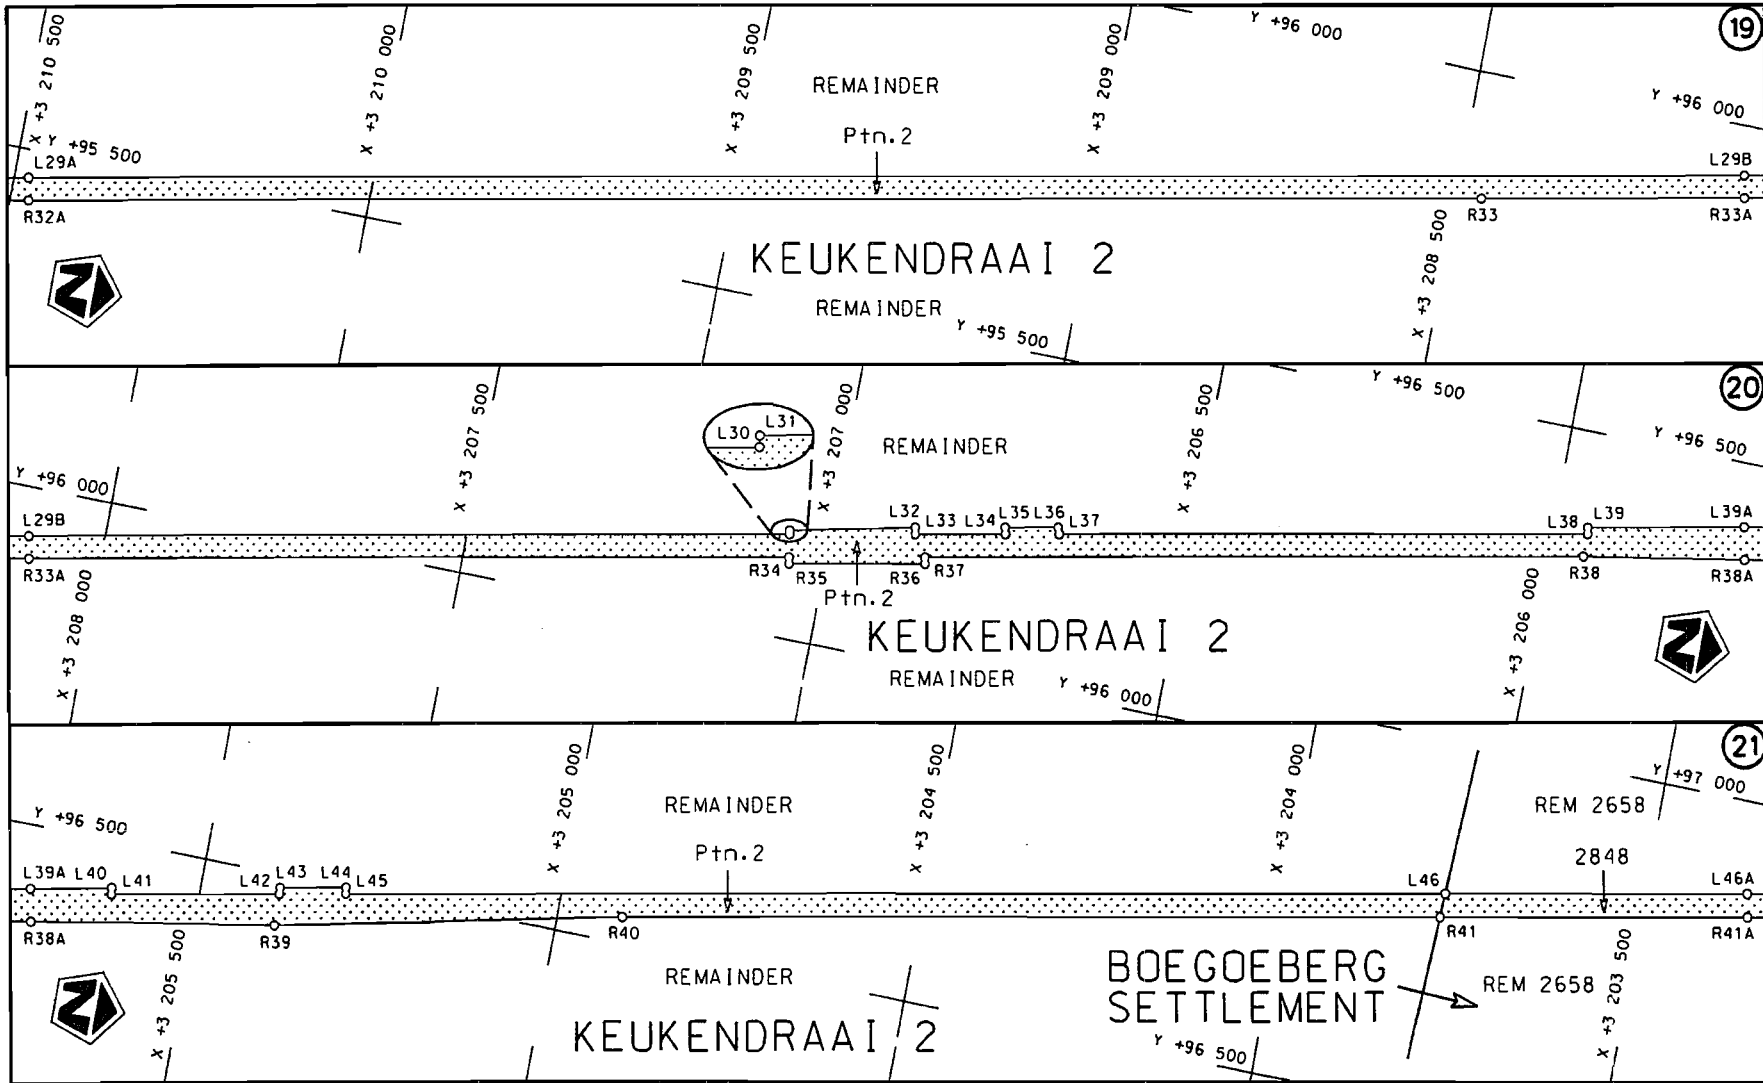 19
X +3 210 500
X +3 210 000
X +3 209 500
X +3 209 000
Y +96 000
Y +96 000
REMAINDER
Ptn.2
Y +95 500
L29A
L29B
R32A
R33
R33A
KEUKENDRAAI 2
REMAINDER
Y +95 500
X +3 208 500
20
X +3 207 500
X +3 207 000
X +3 206 500
Y +96 500
Y +96 500
L30 L31
REMAINDER
Y +96 000
L29B
L32 L33 L34 L35 L36 L37
L38 L39
L39A
R33A
R34 R35 R36 R37
R38
R38A
Ptn.2
X +3 208 000
KEUKENDRAAI 2
REMAINDER
Y +96 000
X +3 206 000
21
X +3 205 000
X +3 204 500
X +3 204 000
Y +97 000
Y +96 500
REMAINDER
REM 2658
Ptn.2
2848
L39A L40 L41
L42 L43 L44 L45
L46
L46A
R38A
R39
R40
R41
R41A
X +3 205 500
REMAINDER
KEUKENDRAAI 2
BOEGOEBERG
SETTLEMENT
REM 2658
Y +96 500
X +3 203 500